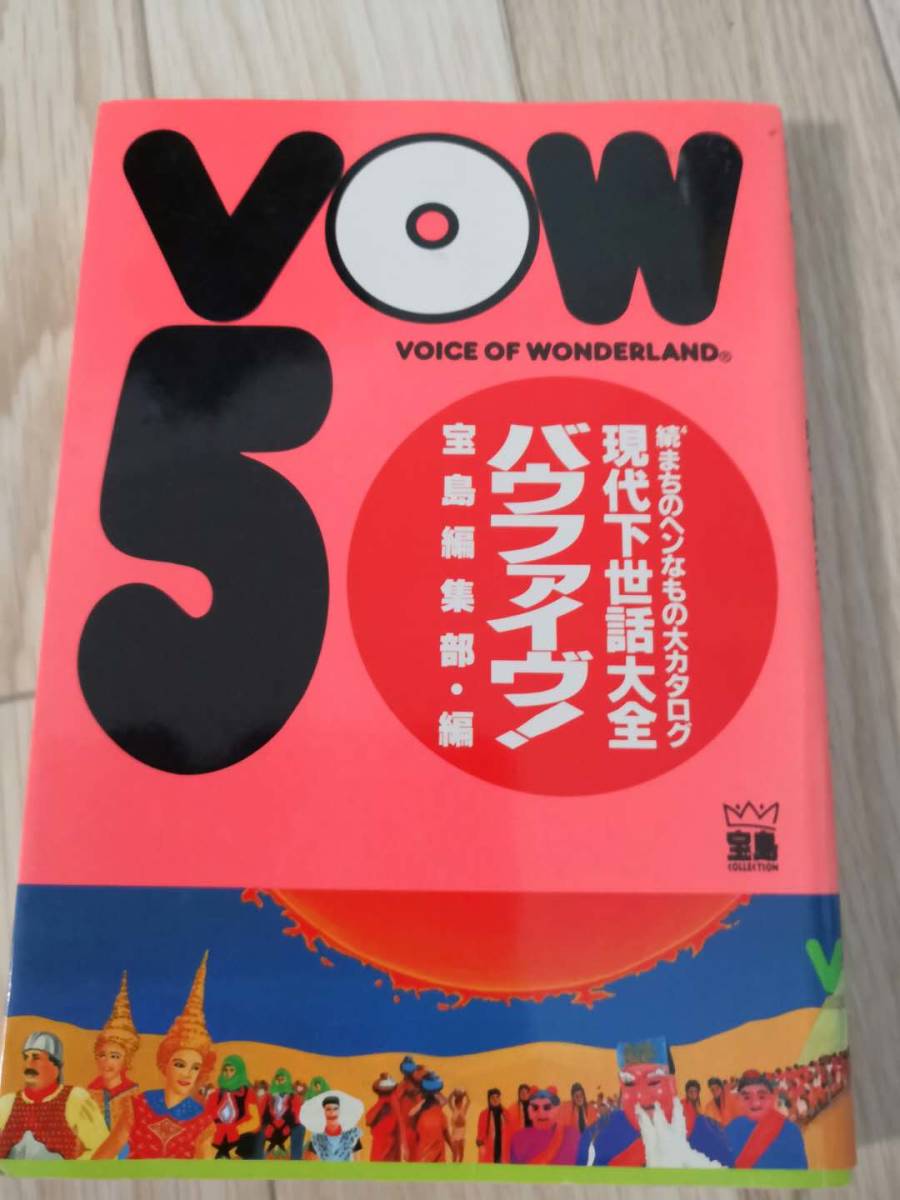 VOW
5
VOICE OF WONDERLAND®
続4まちのヘンなもの大カタログ
現代下世話大全
バウファイヴ!
宝島編集部・編
宝島
COLLECTION